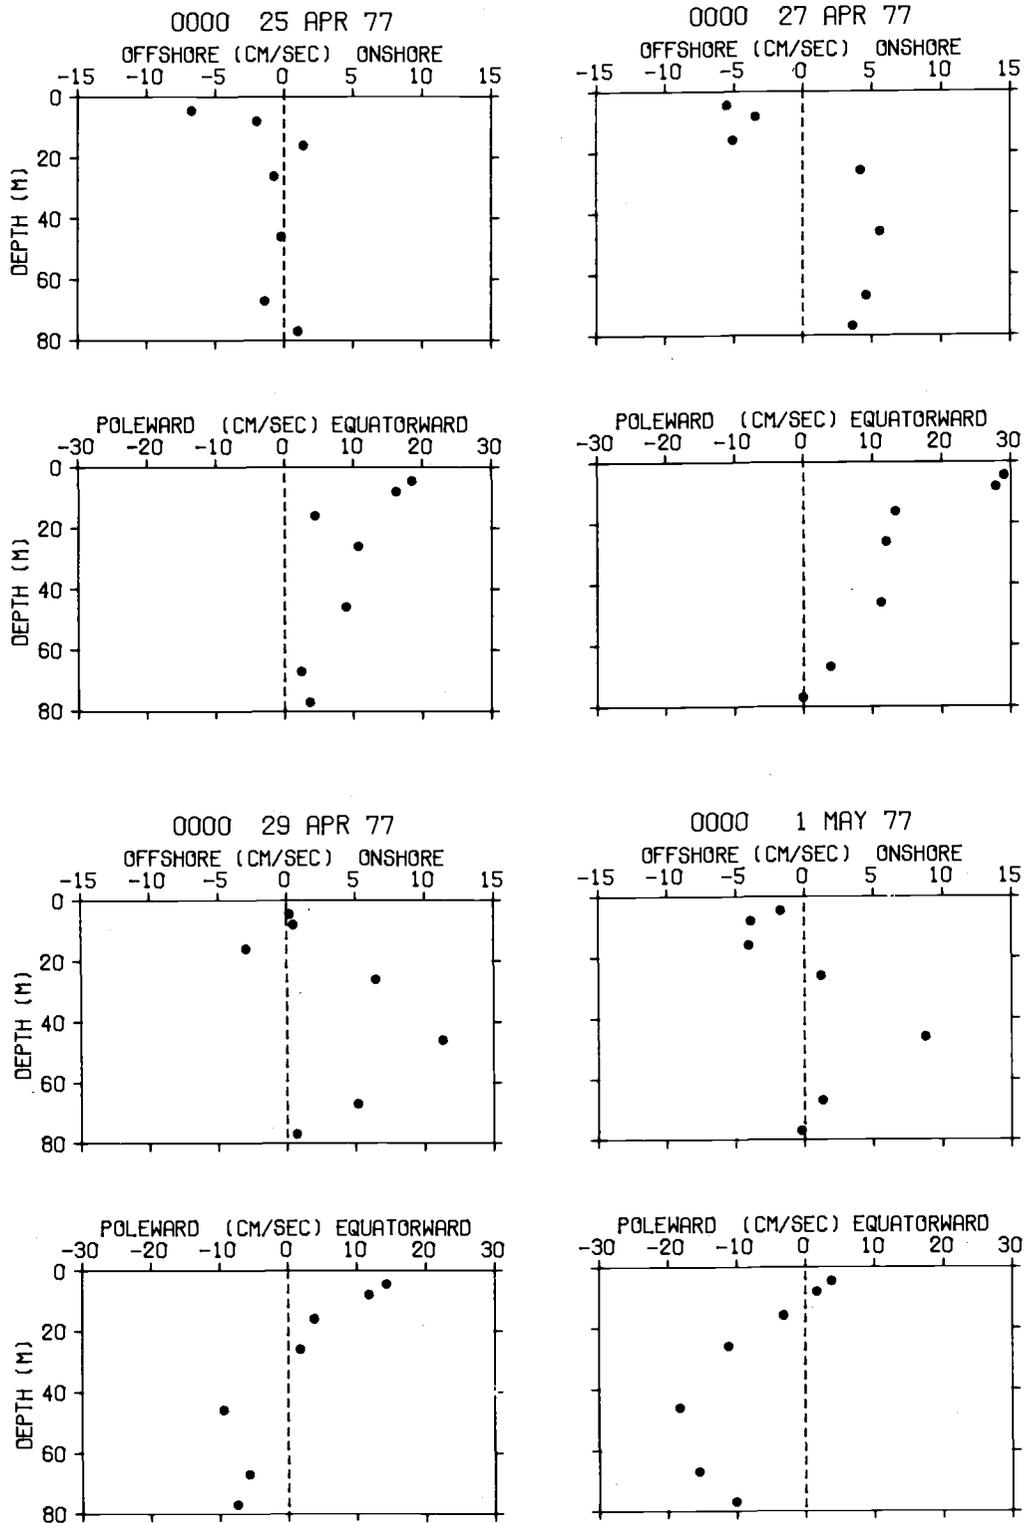 0000 25 APR 77
OFFSHORE (CM/SEC) ONSHORE
-15 -10 -5 0 5 10 15
0
20
40
60
80
DEPTH (M)
POLEWARD (CM/SEC) EQUATORWARD
-30 -20 -10 0 10 20 30
0
20
40
60
80
DEPTH (M)
0000 27 APR 77
OFFSHORE (CM/SEC) ONSHORE
-15 -10 -5 0 5 10 15
POLEWARD (CM/SEC) EQUATORWARD
-30 -20 -10 0 10 20 30
0000 29 APR 77
OFFSHORE (CM/SEC) ONSHORE
-15 -10 -5 0 5 10 15
0
20
40
60
80
DEPTH (M)
POLEWARD (CM/SEC) EQUATORWARD
-30 -20 -10 0 10 20 30
0
20
40
60
80
DEPTH (M)
0000 1 MAY 77
OFFSHORE (CM/SEC) ONSHORE
-15 -10 -5 0 5 10 15
POLEWARD (CM/SEC) EQUATORWARD
-30 -20 -10 0 10 20 30